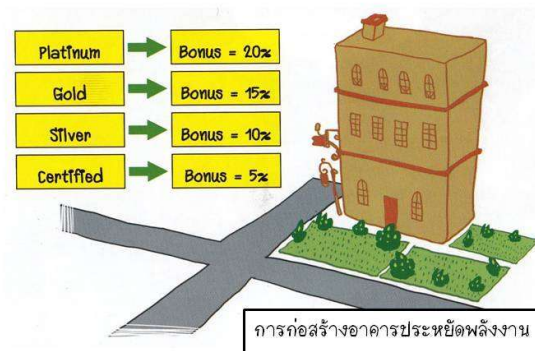 Platinum
Bonus = 20%
Gold
Bonus = 15%
Silver
Bonus = 10%
Certified
Bonus = 5%
การก่อสร้างอาคารประหยัดพลังงาน